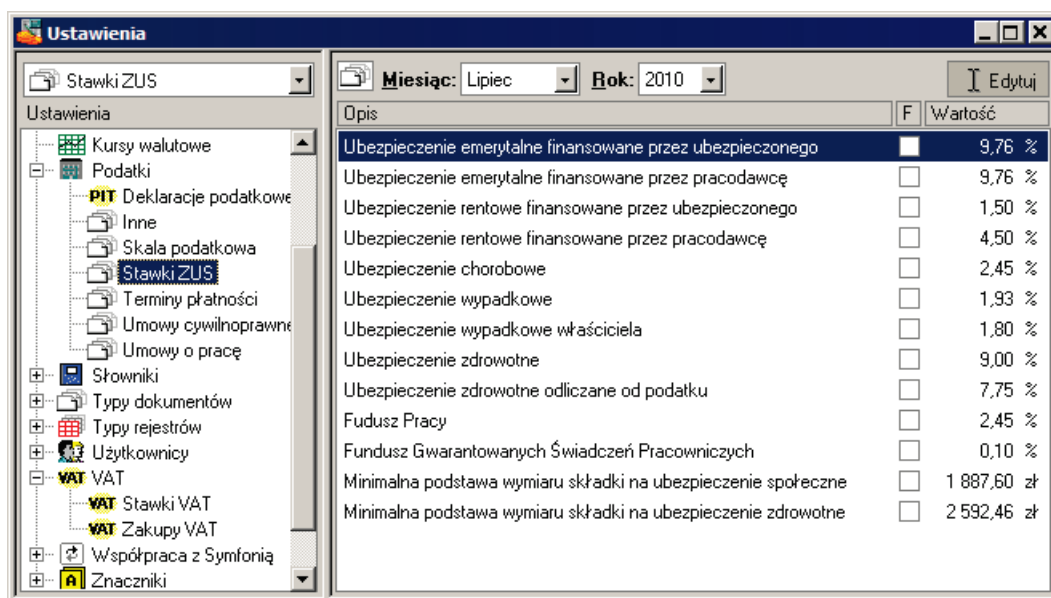 Ustawienia
Stawki ZUS
Ustawienia
Kursy walutowe
Podatki
PIT Deklaracje podatkowe
Inne
Skala podatkowa
Stawki ZUS
Terminy płatności
Umowy cywilnoprawne
Umowy o pracę
Słowniki
Typy dokumentów
Typy rejestrów
Użytkownicy
VAT VAT
VAT Stawki VAT
VAT Zakupy VAT
Współpraca z Symfonią
A Znaczniki
Miesiąc: Lipiec Rok: 2010 Edytuj
Opis F Wartość
Ubezpieczenie emerytalne finansowane przez ubezpieczonego 9,76 %
Ubezpieczenie emerytalne finansowane przez pracodawcę 9,76 %
Ubezpieczenie rentowe finansowane przez ubezpieczonego 1,50 %
Ubezpieczenie rentowe finansowane przez pracodawcę 4,50 %
Ubezpieczenie chorobowe 2,45 %
Ubezpieczenie wypadkowe 1,93 %
Ubezpieczenie wypadkowe właściciela 1,80 %
Ubezpieczenie zdrowotne 9,00 %
Ubezpieczenie zdrowotne odliczane od podatku 7,75 %
Fudusz Pracy 2,45 %
Fundusz Gwarantowanych Świadczeń Pracowniczych 0,10 %
Minimalna podstawa wymiaru składki na ubezpieczenie społeczne 1 887,60 zł
Minimalna podstawa wymiaru składki na ubezpieczenie zdrowotne 2 592,46 zł